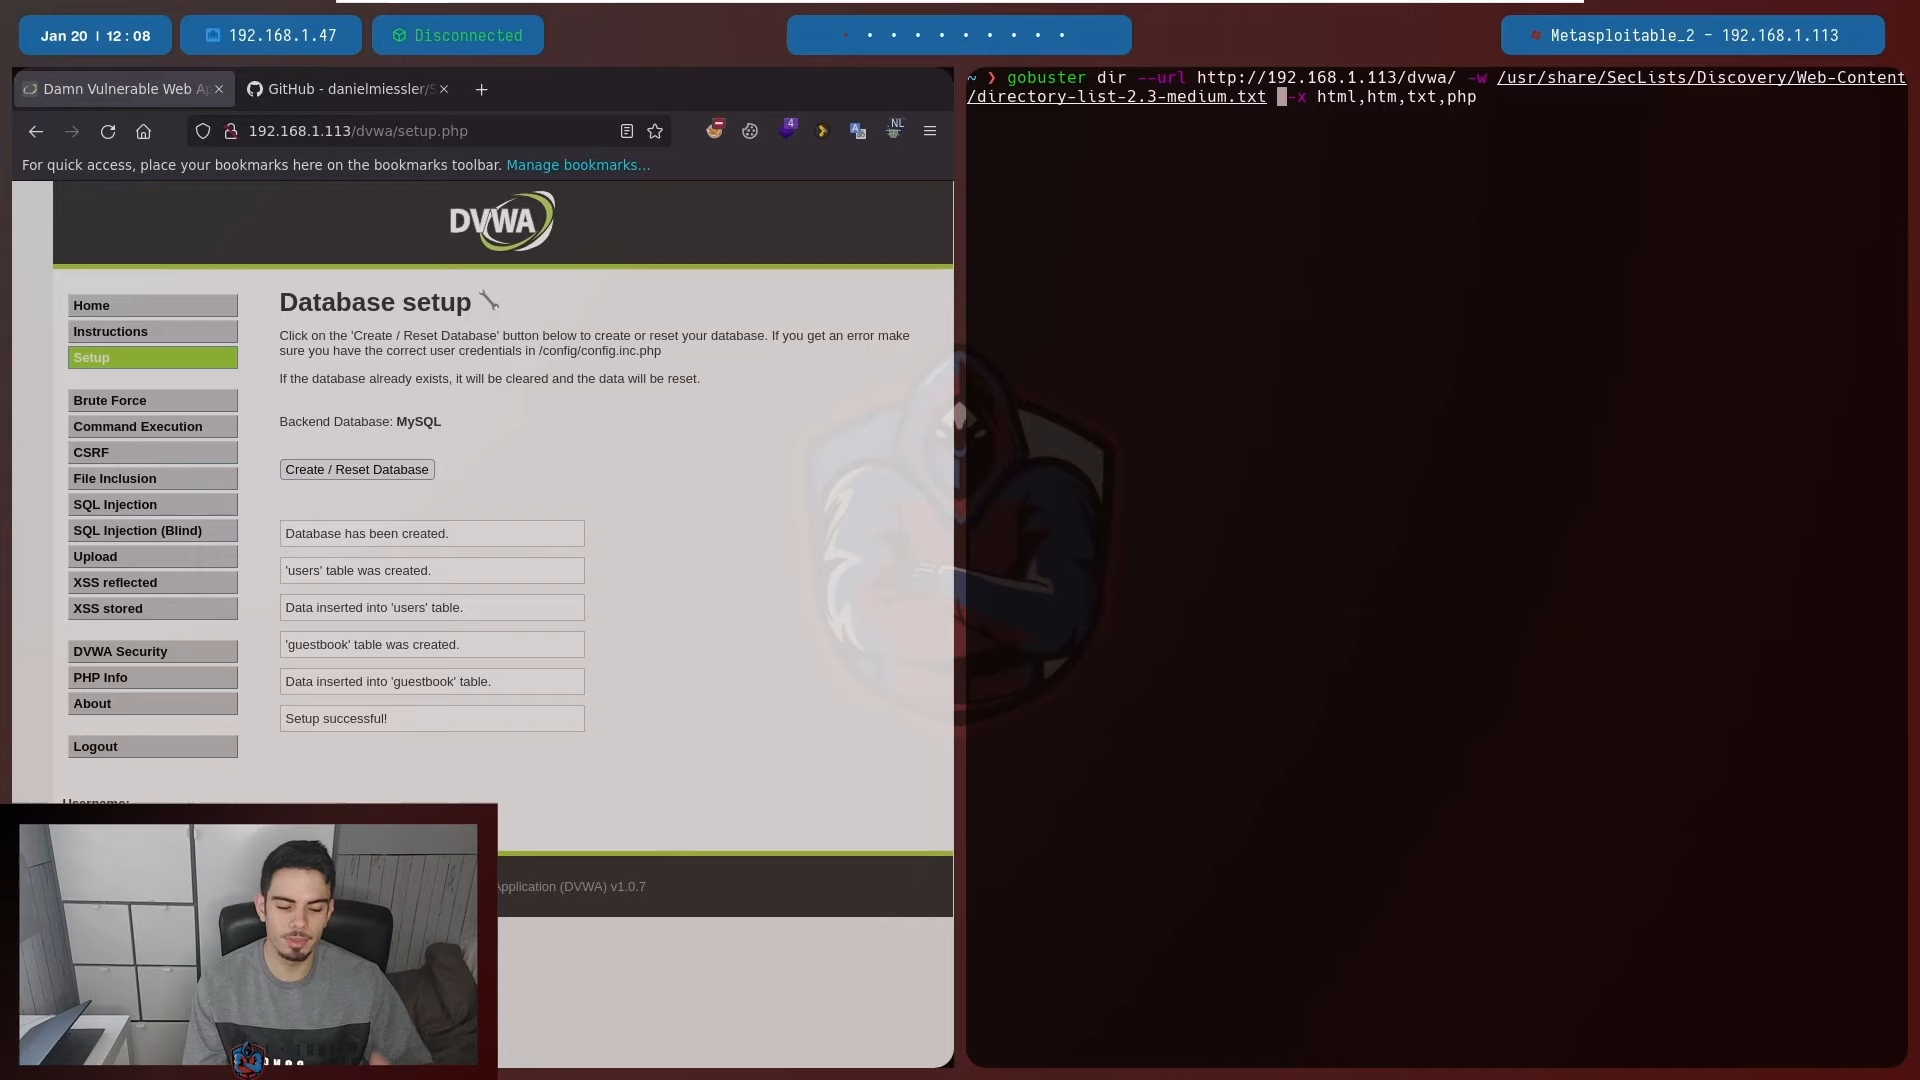 Jan 20 | 12 : 08
192.168.1.47
Disconnected
Metasploitable_2 - 192.168.1.113
Damn Vulnerable Web Ap
GitHub - danielmiessler/S
192.168.1.113/dvwa/setup.php
4
NL
For quick access, place your bookmarks here on the bookmarks toolbar. Manage bookmarks...
DVWA
Home
Instructions
Setup
Brute Force
Command Execution
CSRF
File Inclusion
SQL Injection
SQL Injection (Blind)
Upload
XSS reflected
XSS stored
DVWA Security
PHP Info
About
Logout
Username:
Database setup
Click on the 'Create / Reset Database' button below to create or reset your database. If you get an error make
sure you have the correct user credentials in /config/config.inc.php
If the database already exists, it will be cleared and the data will be reset.
Backend Database: MySQL
Create / Reset Database
Database has been created.
'users' table was created.
Data inserted into 'users' table.
'guestbook' table was created.
Data inserted into 'guestbook' table.
Setup successful!
Application (DVWA) v1.0.7
~ ❯ gobuster dir --url http://192.168.1.113/dvwa/ -w /usr/share/SecLists/Discovery/Web-Content
/directory-list-2.3-medium.txt -x html,htm,txt,php